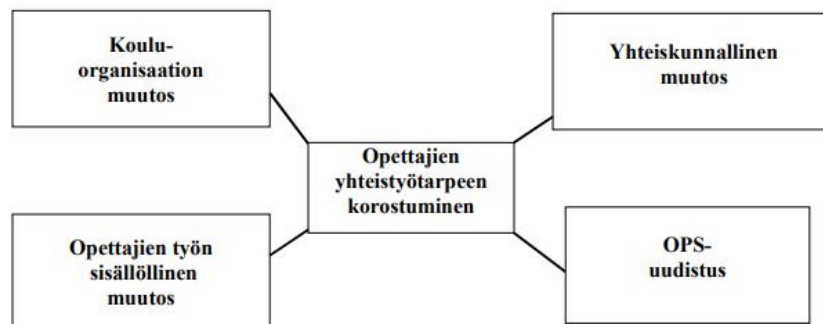 Koulu-
organisaation
muutos
Yhteiskunnallinen
muutos
Opettajien
yhteistyötarpeen
korostuminen
Opettajien työn
sisällöllinen
muutos
OPS-
uudistus